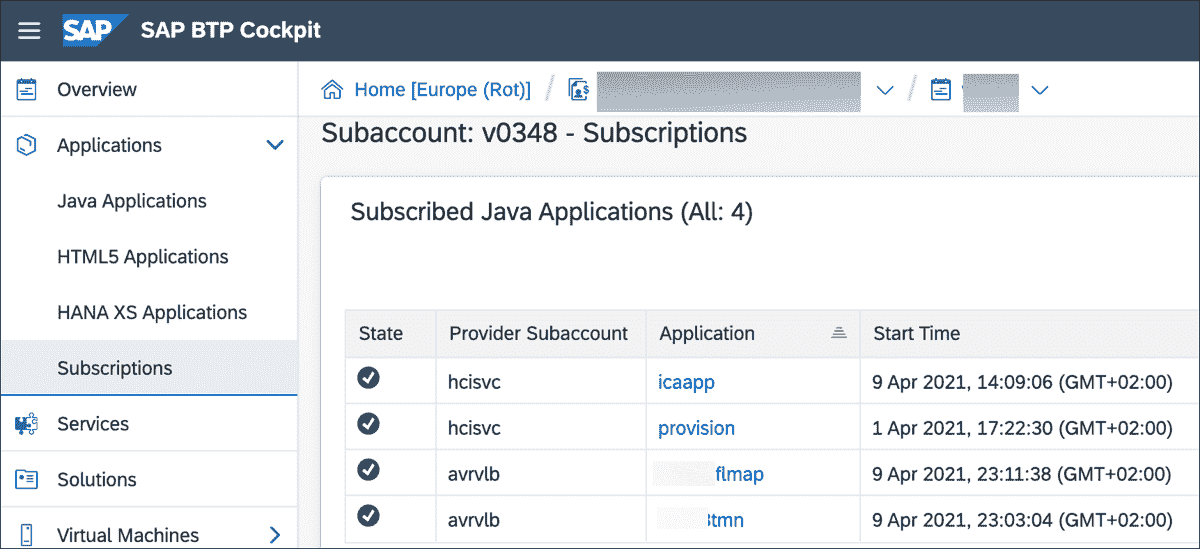 SAP SAP BTP Cockpit
Overview
Home [Europe (Rot)]
Applications
Subaccount: v0348 - Subscriptions
Java Applications
Subscribed Java Applications (All: 4)
HTML5 Applications
HANA XS Applications
Subscriptions
Services
Solutions
Virtual Machines
State Provider Subaccount Application Start Time
hcisvc icaapp 9 Apr 2021, 14:09:06 (GMT+02:00)
hcisvc provision 1 Apr 2021, 17:22:30 (GMT+02:00)
avrvlb flmap 9 Apr 2021, 23:11:38 (GMT+02:00)
avrvlb tmn 9 Apr 2021, 23:03:04 (GMT+02:00)